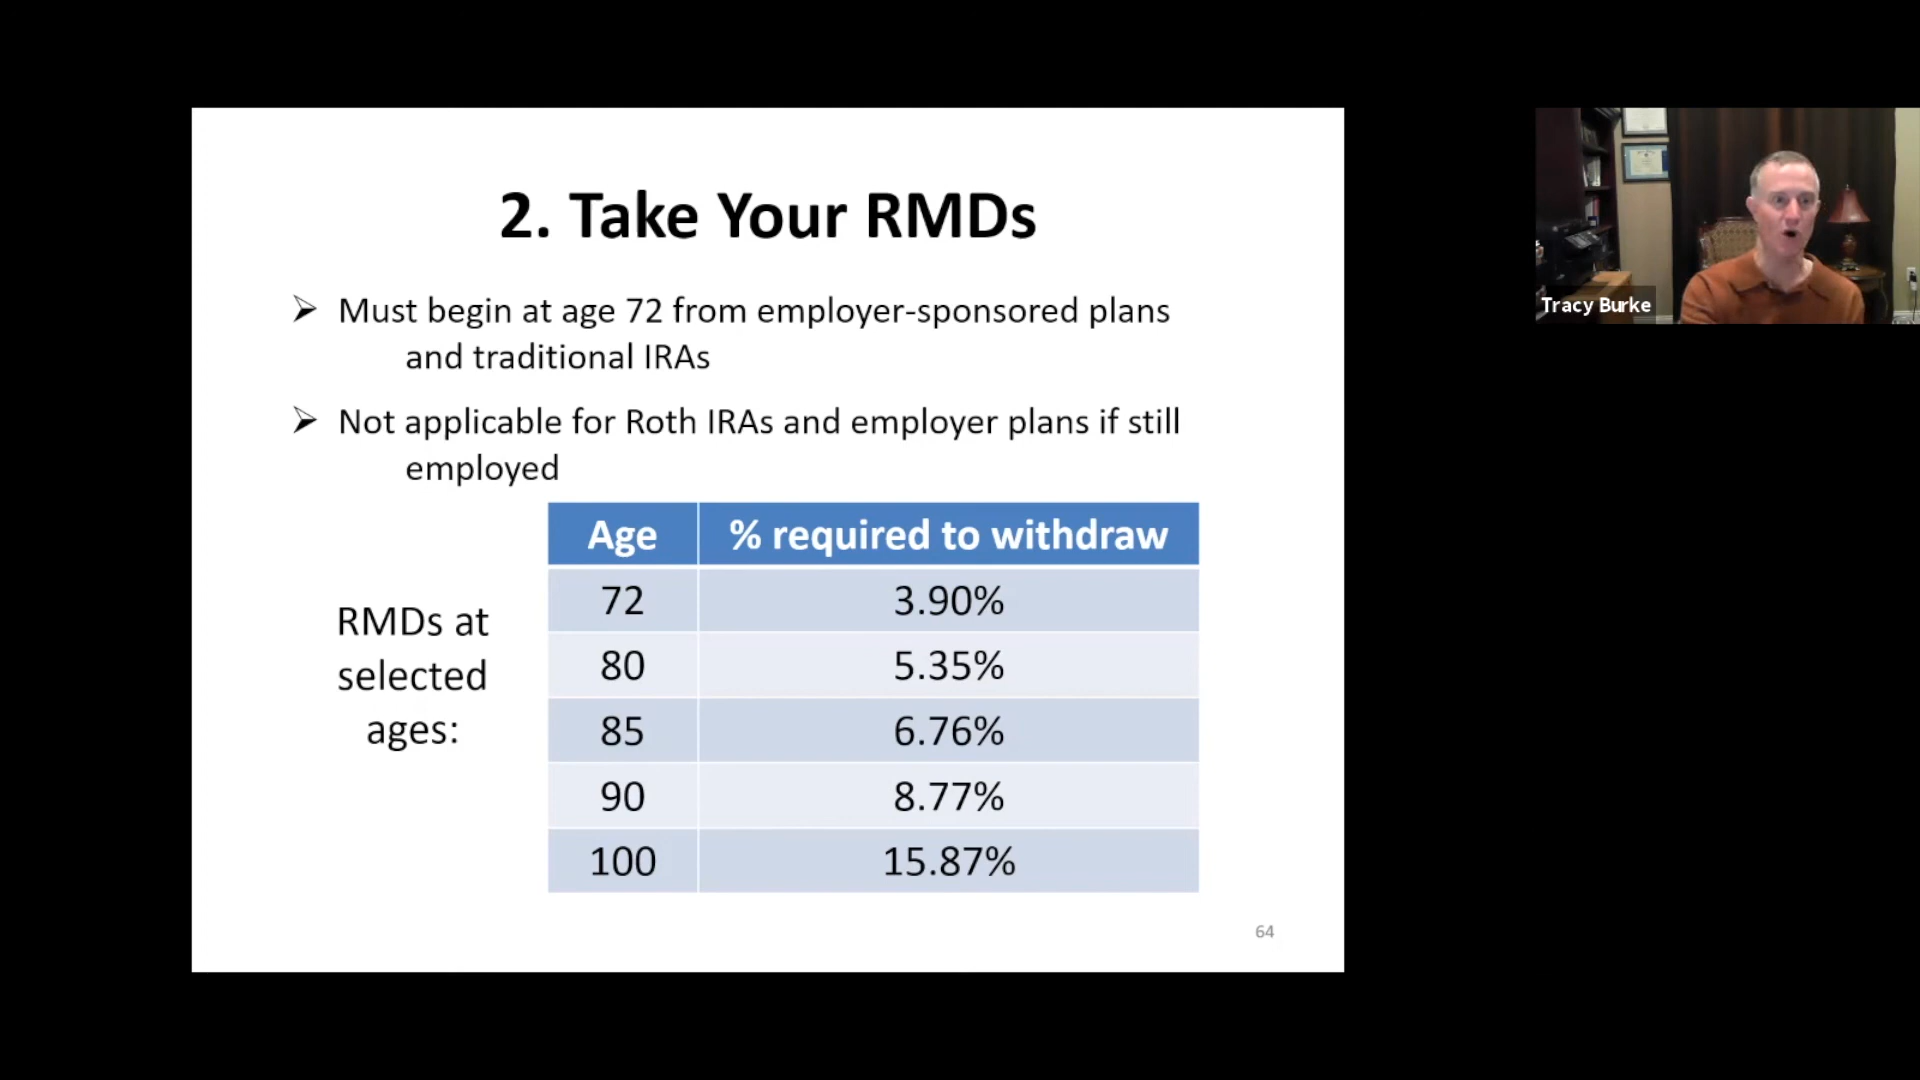 2. Take Your RMDs
➢ Must begin at age 72 from employer-sponsored plans
and traditional IRAs
➢ Not applicable for Roth IRAs and employer plans if still
employed
RMDs at
selected
ages:
Age % required to withdraw
72 3.90%
80 5.35%
85 6.76%
90 8.77%
100 15.87%
64
Tracy Burke